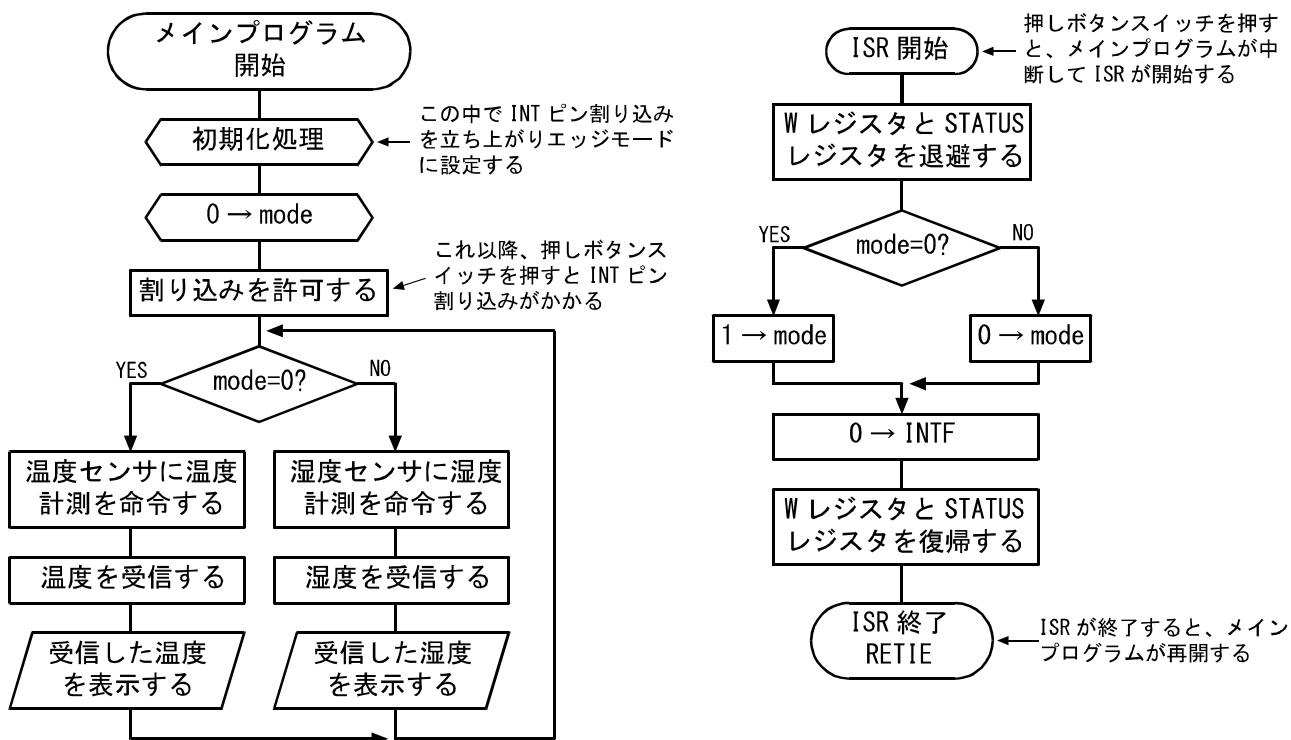 メインプログラム
開始
初期化処理
この中で INT ピン割り込み
を立ち上がりエッジモード
に設定する
0 → mode
割り込みを許可する
これ以降、押しボタンス
イッチを押すと INT ピン
割り込みがかかる
mode=0?
YES
NO
温度センサに温度
計測を命令する
温度を受信する
受信した温度
を表示する
湿度センサに湿度
計測を命令する
湿度を受信する
受信した湿度
を表示する
ISR 開始
押しボタンスイッチを押す
と、メインプログラムが中
断して ISR が開始する
W レジスタと STATUS
レジスタを退避する
mode=0?
YES
NO
1 → mode
0 → mode
0 → INTF
W レジスタと STATUS
レジスタを復帰する
ISR 終了
RETIE
ISR が終了すると、メイン
プログラムが再開する